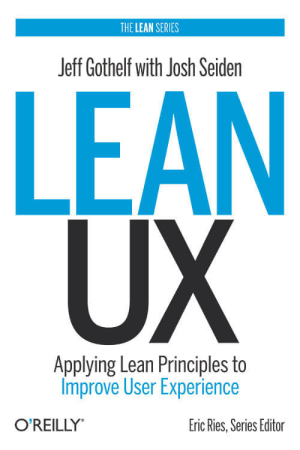 THE LEAN SERIES
Jeff Gothelf with Josh Seiden
LEAN
UX
Applying Lean Principles to
Improve User Experience
O'REILLY®
Eric Ries, Series Editor